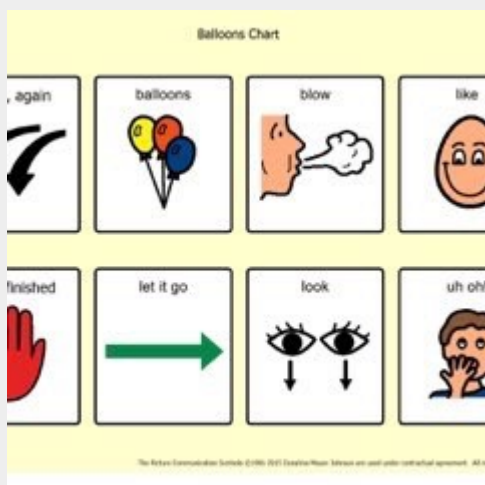 Balloons Chart
, again
balloons
blow
like
finished
let it go
look
uh oh!
The Picture Communication Symbols ©1981-2015 Mayer Johnson are used under contractual agreement. All